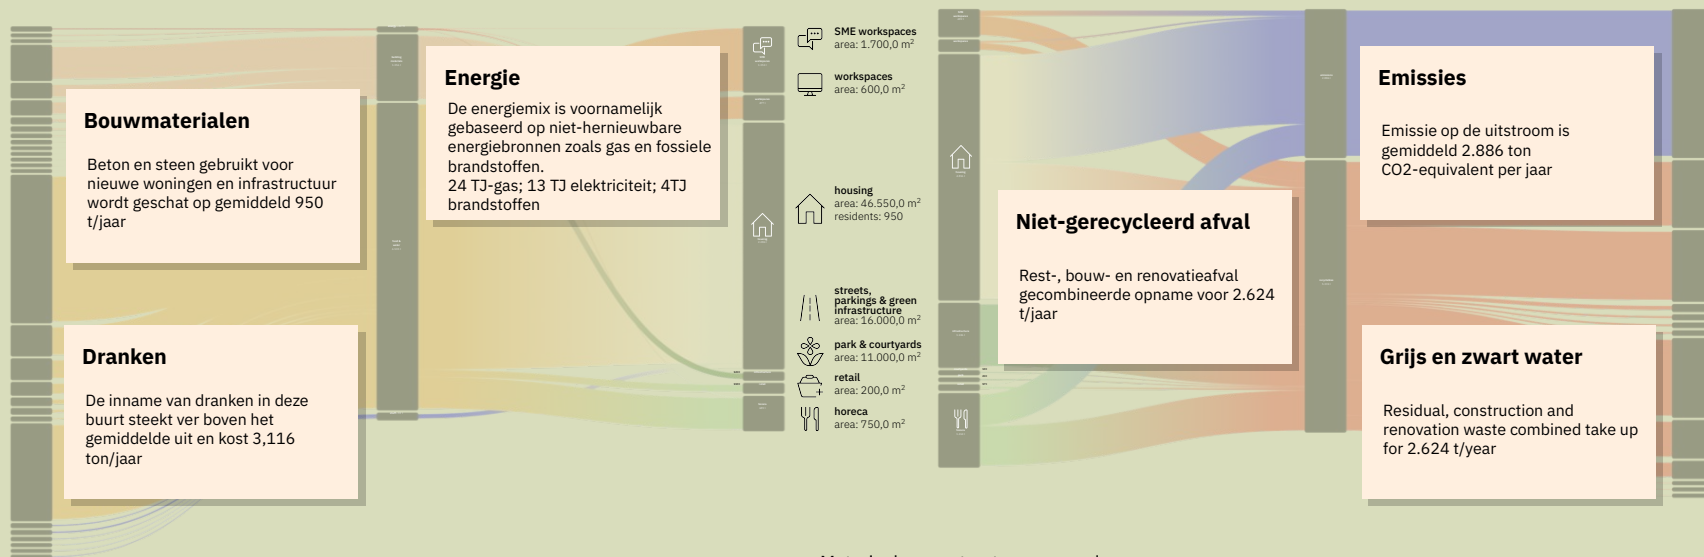 Bouwmaterialen
Beton en steen gebruikt voor
nieuwe woningen en infrastructuur
wordt geschat op gemiddeld 950
t/jaar
Dranken
De inname van dranken in deze
buurt steekt ver boven het
gemiddelde uit en kost 3,116
ton/jaar
Energie
De energiemix is voornamelijk
gebaseerd op niet-hernieuwbare
energiebronnen zoals gas en fossiele
brandstoffen.
24 TJ-gas; 13 TJ elektriciteit; 4TJ
brandstoffen
SME workspaces
area: 1.700,0 m²
workspaces
area: 600,0 m²
housing
area: 46.550,0 m²
residents: 950
streets,
parkings & green
infrastructure
area: 16.000,0 m²
park & courtyards
area: 11.000,0 m²
retail
area: 200,0 m²
horeca
area: 750,0 m²
Niet-gerecycleerd afval
Rest-, bouw- en renovatieafval
gecombineerde opname voor 2.624
t/jaar
Emissies
Emissie op de uitstroom is
gemiddeld 2.886 ton
CO2-equivalent per jaar
Grijs en zwart water
Residual, construction and
renovation waste combined take up
for 2.624 t/year